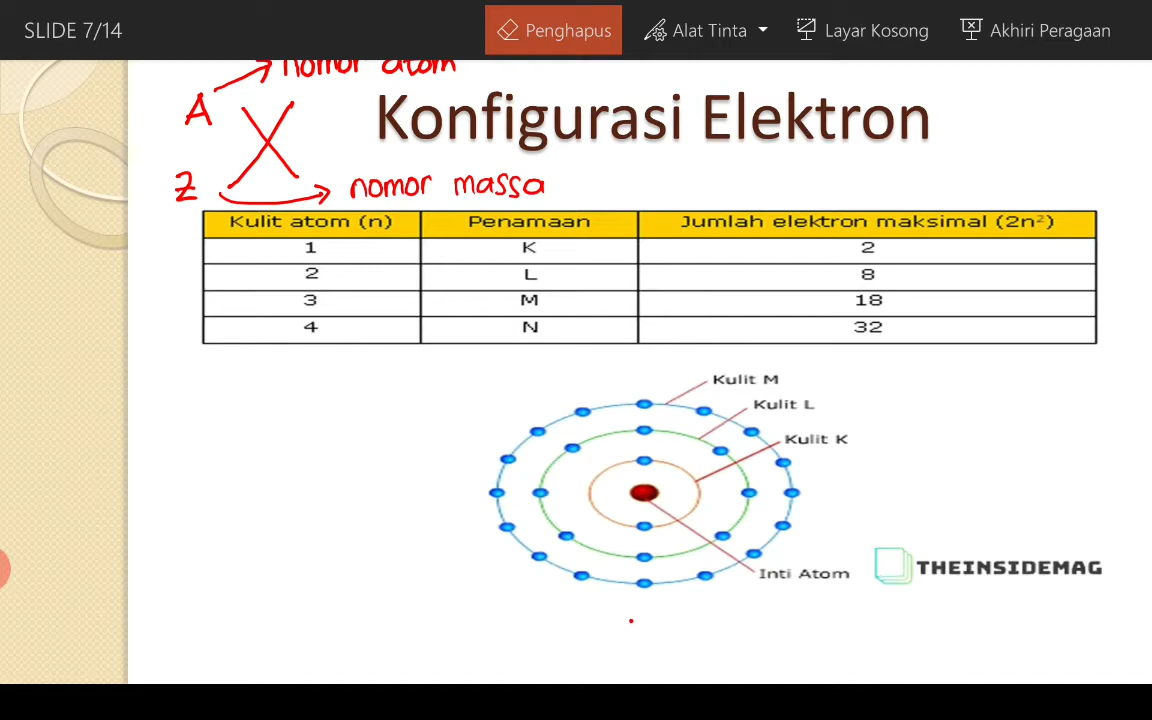 SLIDE 7/14
Penghapus
Alat Tinta
Layar Kosong
Akhiri Peragaan
nomor atom
A
X
Konfigurasi Elektron
Z
nomor massa
Kulit atom (n) Penamaan Jumlah elektron maksimal (2n²)
1 K 2
2 L 8
3 M 18
4 N 32
Kulit M
Kulit L
Kulit K
Inti Atom
THEINSIDEMAG